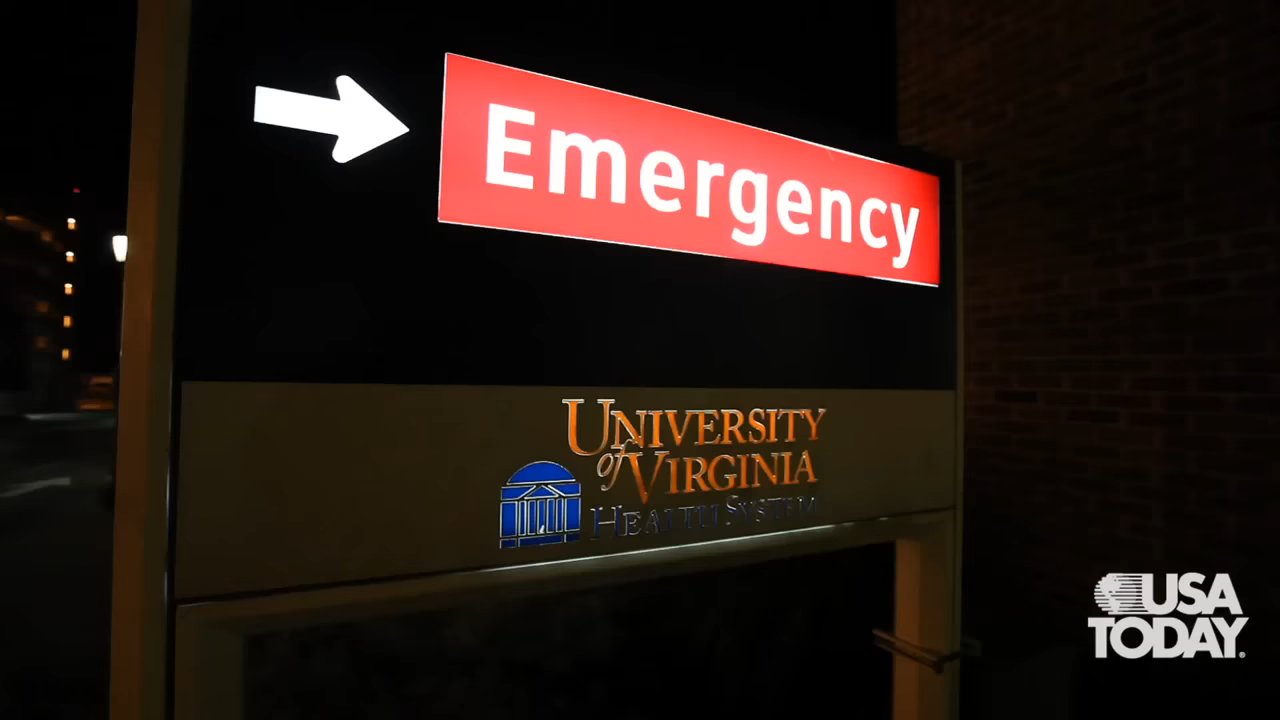 Emergency
UNIVERSITY
of VIRGINIA
HEALTH SYSTEM
USA
TODAY.